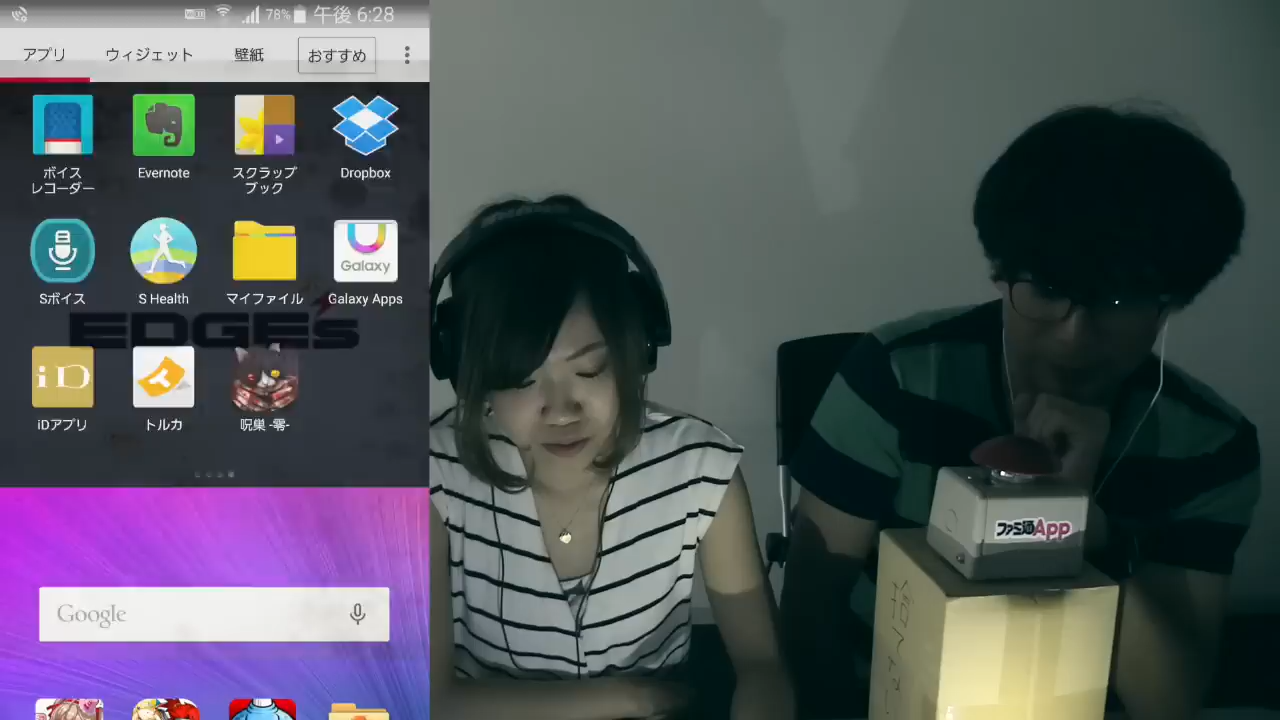 78% 午後 6:28
アプリ ウィジェット 壁紙 おすすめ
ボイス
レコーダー
Evernote
スクラップ
ブック
Dropbox
Sボイス
S Health
マイファイル
Galaxy
Galaxy Apps
EDGE's
iD
iDアプリ
トルカ
呪巣 -零-
Google
ファミ通App